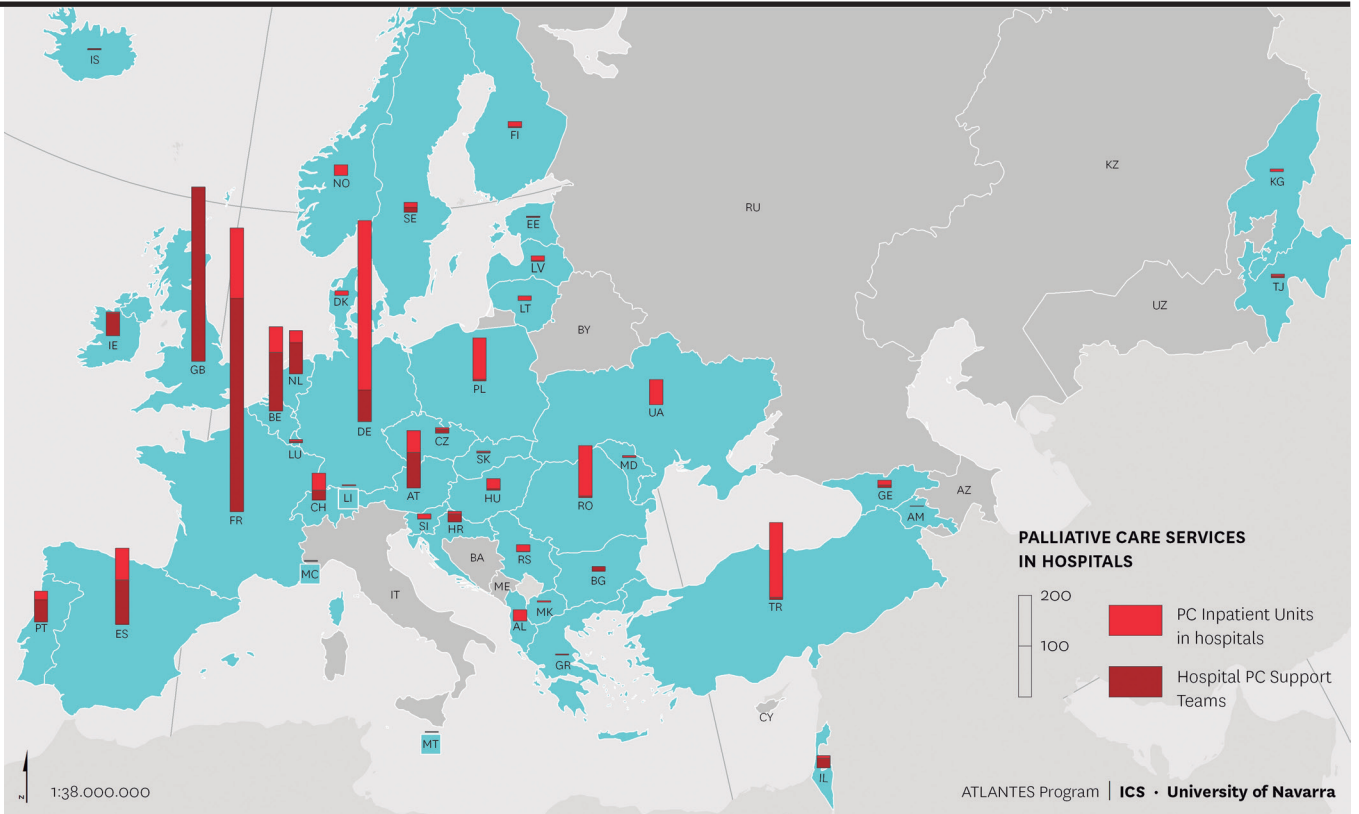 IS
FI
NO
KZ
KG
RU
SE
EE
LV
TJ
DK
LT
UZ
BY
IE
GB
NL
PL
BE
UA
DE
CZ
LU
SK
MD
AT
HU
CH
LI
RO
GE
AZ
FR
AM
SI
HR
PALLIATIVE CARE SERVICES
IN HOSPITALS
BA
RS
MC
BG
ME
200
IT
TR
PC Inpatient Units
in hospitals
MK
PT
ES
AL
100
GR
Hospital PC Support
Teams
CY
MT
IL
N
1:38.000.000
ATLANTES Program | ICS · University of Navarra